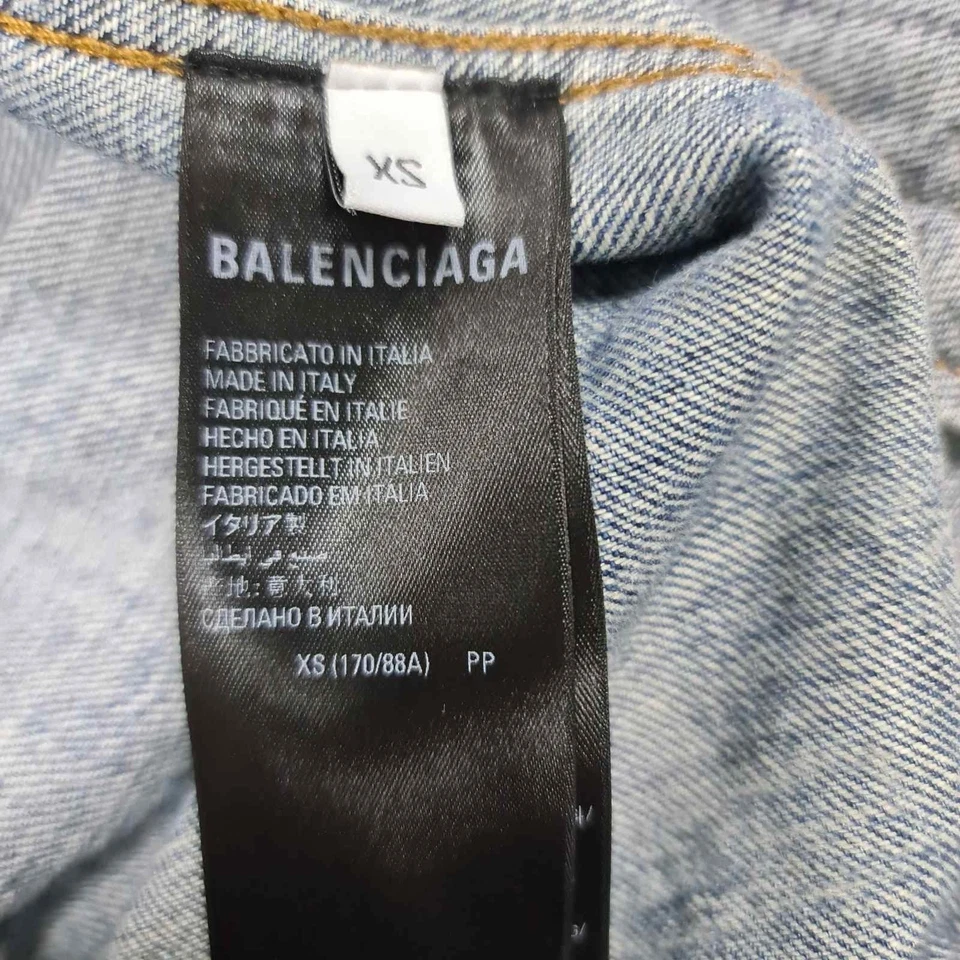 XS
BALENCIAGA
FABBRICATO IN ITALIA
MADE IN ITALY
FABRIQUÉ EN ITALIE
HECHO EN ITALIA
HERGESTELLT IN ITALIEN
FABRICADO EM ITALIA
イタリア製
产地:意大利
СДЕЛАНО В ИТАЛИИ
XS (170/88A) PP